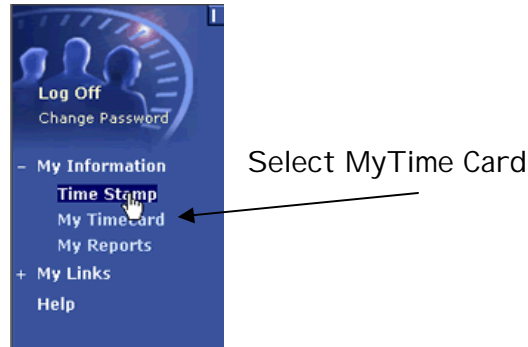 Log Off
Change Password
- My Information
Time Stamp
My Timecard
My Reports
+ My Links
Help
Select MyTime Card